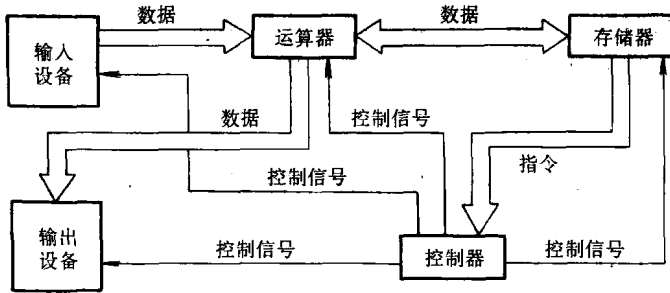 数据
数据
输入
设备
运算器
存储器
数据
控制信号
指令
控制信号
输出
设备
控制信号
控制器
控制信号